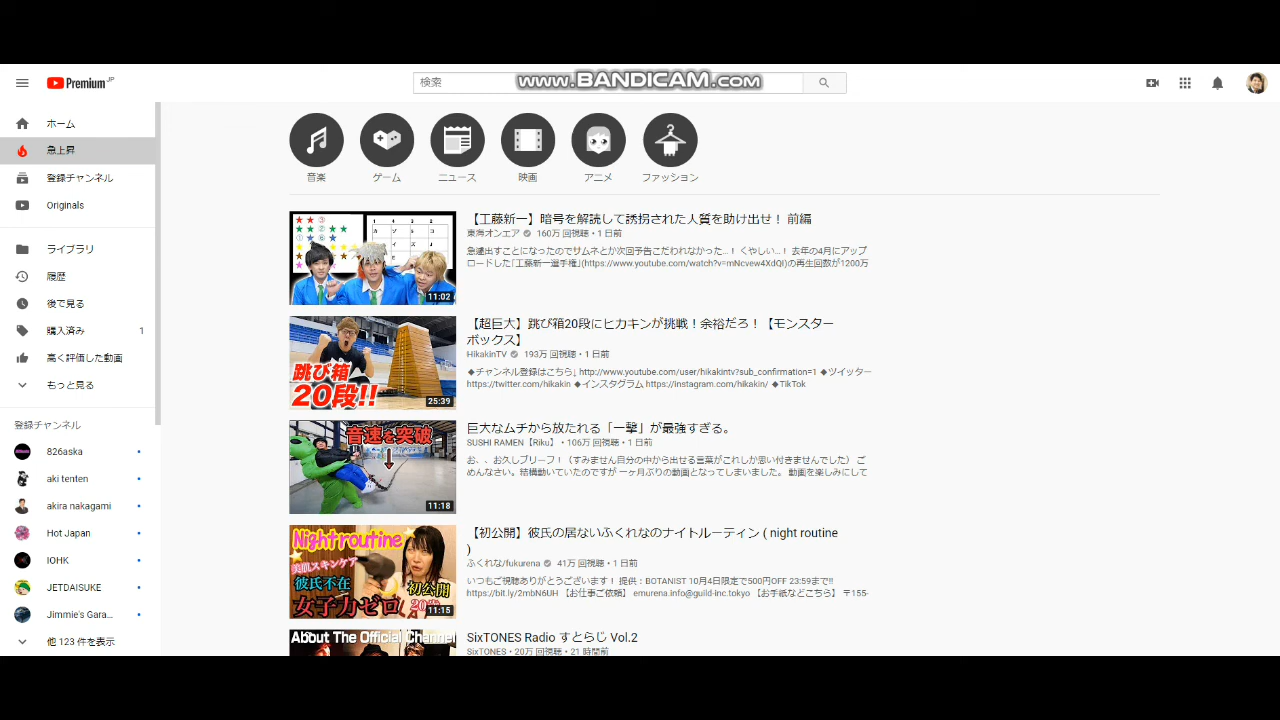 Premium JP
検索
www.BANDICAM.com
ホーム
急上昇
登録チャンネル
Originals
ライブラリ
履歴
後で見る
購入済み 1
高く評価した動画
もっと見る
登録チャンネル
826aska
aki tenten
akira nakagami
Hot Japan
IOHK
JETDAISUKE
Jimmie's Gara...
他 123 件を表示
音楽
ゲーム
ニュース
映画
アニメ
ファッション
11:02
【工藤新一】暗号を解読して誘拐された人質を助け出せ！ 前編
東海オンエア 160万 回視聴・1 日前
急遽出すことになったのでサムネとか次回予告こだわれなかった…！ くやしい…！ 去年の4月にアップ
ロードした「工藤新一選手権」(https://www.youtube.com/watch?v=mNcvew4XdQI)の再生回数が1200万
跳び箱
20段!!
25:39
【超巨大】跳び箱20段にヒカキンが挑戦！余裕だろ！【モンスター
ボックス】
HikakinTV 193万 回視聴・1 日前
◆チャンネル登録はこちら↓ http://www.youtube.com/user/hikakintv?sub_confirmation=1 ◆ツイッター
https://twitter.com/hikakin ◆インスタグラム https://instagram.com/hikakin/ ◆TikTok
音速を突破
11:18
巨大なムチから放たれる「一撃」が最強すぎる。
SUSHI RAMEN【Riku】・106万 回視聴・1 日前
お、、お久しブリーフ！（すみません自分の中から出せる言葉がこれしか思い付きませんでした） ご
めんなさい。結構動いていたのですが 一ヶ月ぶりの動画となってしまいました。 動画を楽しみにして
Night routine
美肌スキンケア
彼氏不在
初公開
女子力ゼロ
20歳
11:15
【初公開】彼氏の居ないふくれなのナイトルーティン ( night routine
)
ふくれな/fukurena 41万 回視聴・1 日前
いつもご視聴ありがとうございます！ 提供：BOTANIST 10月4日限定で500円OFF 23:59まで!!
https://bit.ly/2mbN6UH 【お仕事ご依頼】 emurena.info@guild-inc.tokyo 【お手紙などこちら】 〒155-
About The Official Channel
SixTONES Radio すとらじ Vol.2
SixTONES・20万 回視聴・21 時間前